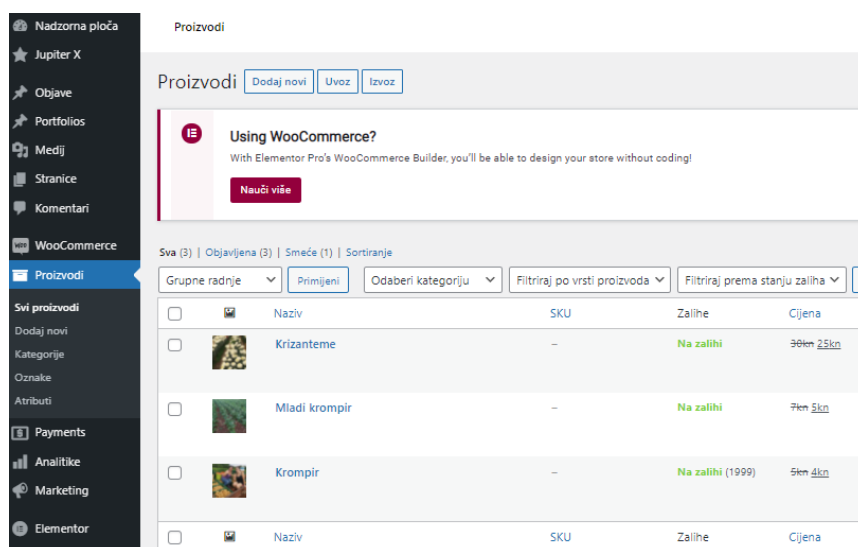 Nadzorna ploča
Jupiter X
Objave
Portfolios
Medij
Stranice
Komentari
WooCommerce
Proizvodi
Svi proizvodi
Dodaj novi
Kategorije
Oznake
Atributi
Payments
Analitike
Marketing
Elementor
Proizvodi
Proizvodi Dodaj novi Uvoz Izvoz
Using WooCommerce?
With Elementor Pro's WooCommerce Builder, you'll be able to design your store without coding!
Nauči više
Sva (3) | Objavljena (3) | Smeće (1) | Sortiranje
Grupne radnje Primijeni Odaberi kategoriju Filtriraj po vrsti proizvoda Filtriraj prema stanju zaliha
Naziv SKU Zalihe Cijena
Krizanteme – Na zalihi 30kn 25kn
Mladi krompir – Na zalihi 7kn 5kn
Krompir – Na zalihi (1999) 5kn 4kn
Naziv SKU Zalihe Cijena